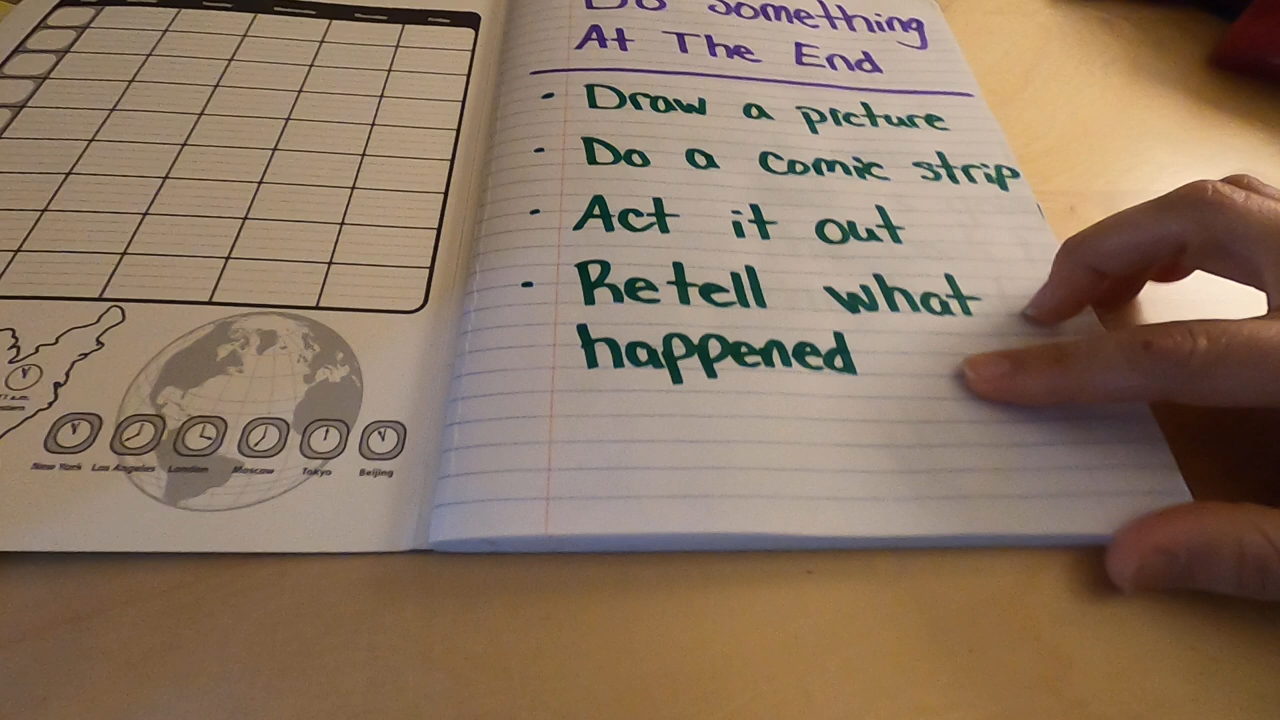 Do Something
At The End
• Draw a picture
• Do a comic strip
• Act it out
• Retell what
happened
New York Los Angeles London Moscow Tokyo Beijing